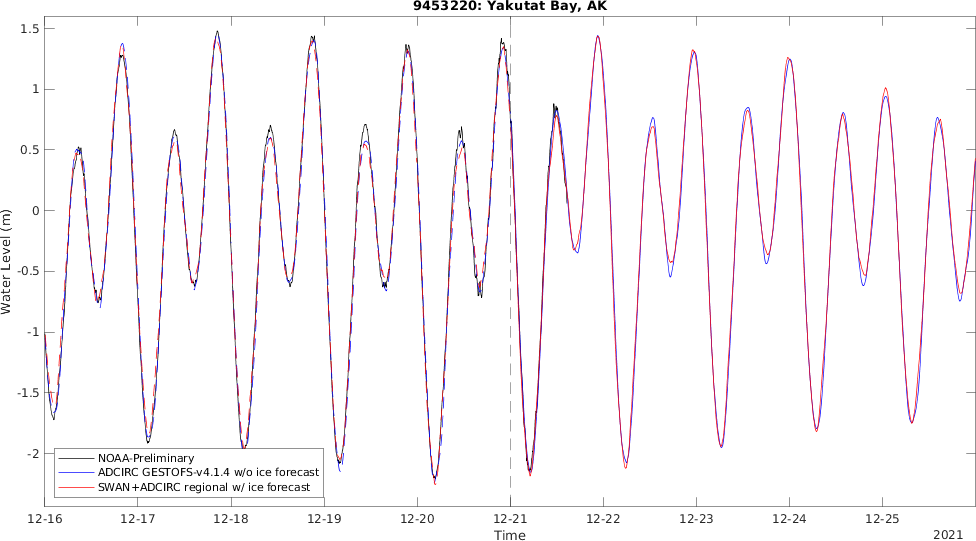 9453220: Yakutat Bay, AK
1.5
1
0.5
0
-0.5
-1
-1.5
-2
Water Level (m)
NOAA-Preliminary
ADCIRC GESTOFS-v4.1.4 w/o ice forecast
SWAN+ADCIRC regional w/ ice forecast
12-16 12-17 12-18 12-19 12-20 12-21 12-22 12-23 12-24 12-25
Time
2021